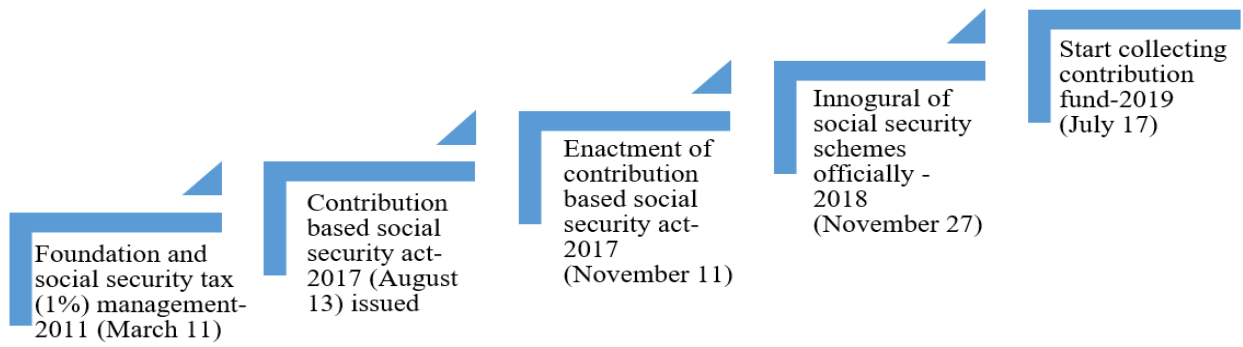 Foundation and
social security tax
(1%) management-
2011 (March 11)
Contribution
based social
security act-
2017 (August
13) issued
Enactment of
contribution
based social
security act-
2017
(November 11)
Innogural of
social security
schemes
officially -
2018
(November 27)
Start collecting
contribution
fund-2019
(July 17)